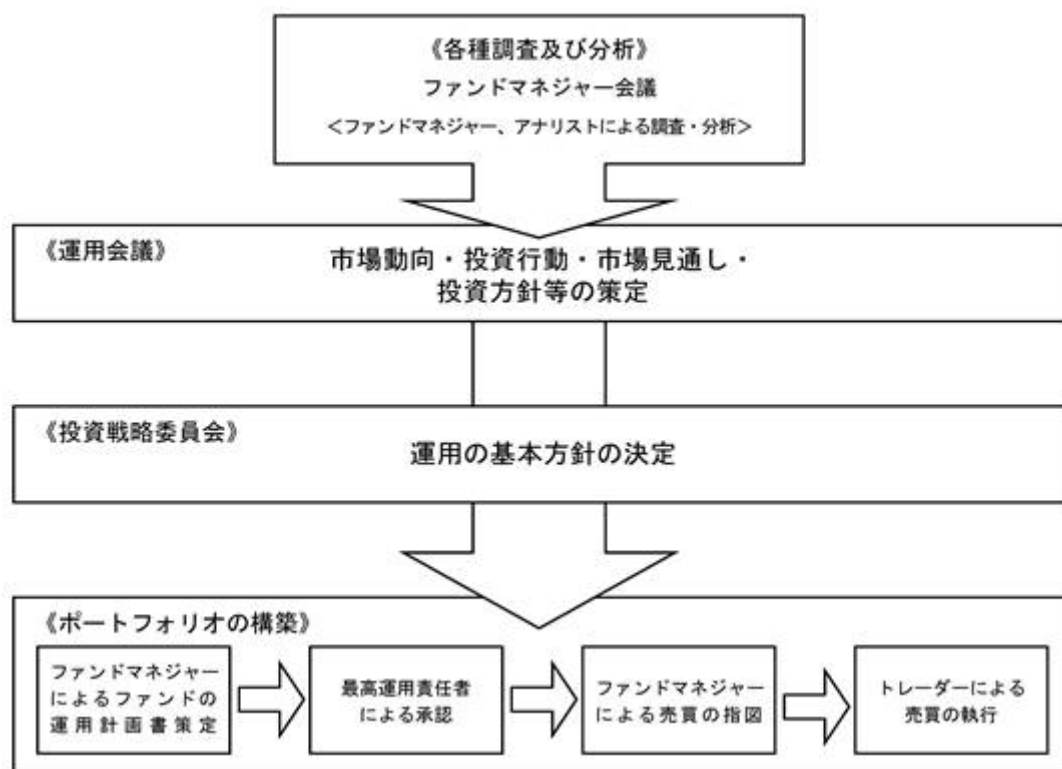 《各種調査及び分析》
ファンドマネジャー会議
<ファンドマネジャー、アナリストによる調査・分析>
《運用会議》
市場動向・投資行動・市場見通し・
投資方針等の策定
《投資戦略委員会》
運用の基本方針の決定
《ポートフォリオの構築》
ファンドマネジャー
によるファンドの
運用計画書策定
最高運用責任者
による承認
ファンドマネジャー
による売買の指図
トレーダーによる
売買の執行